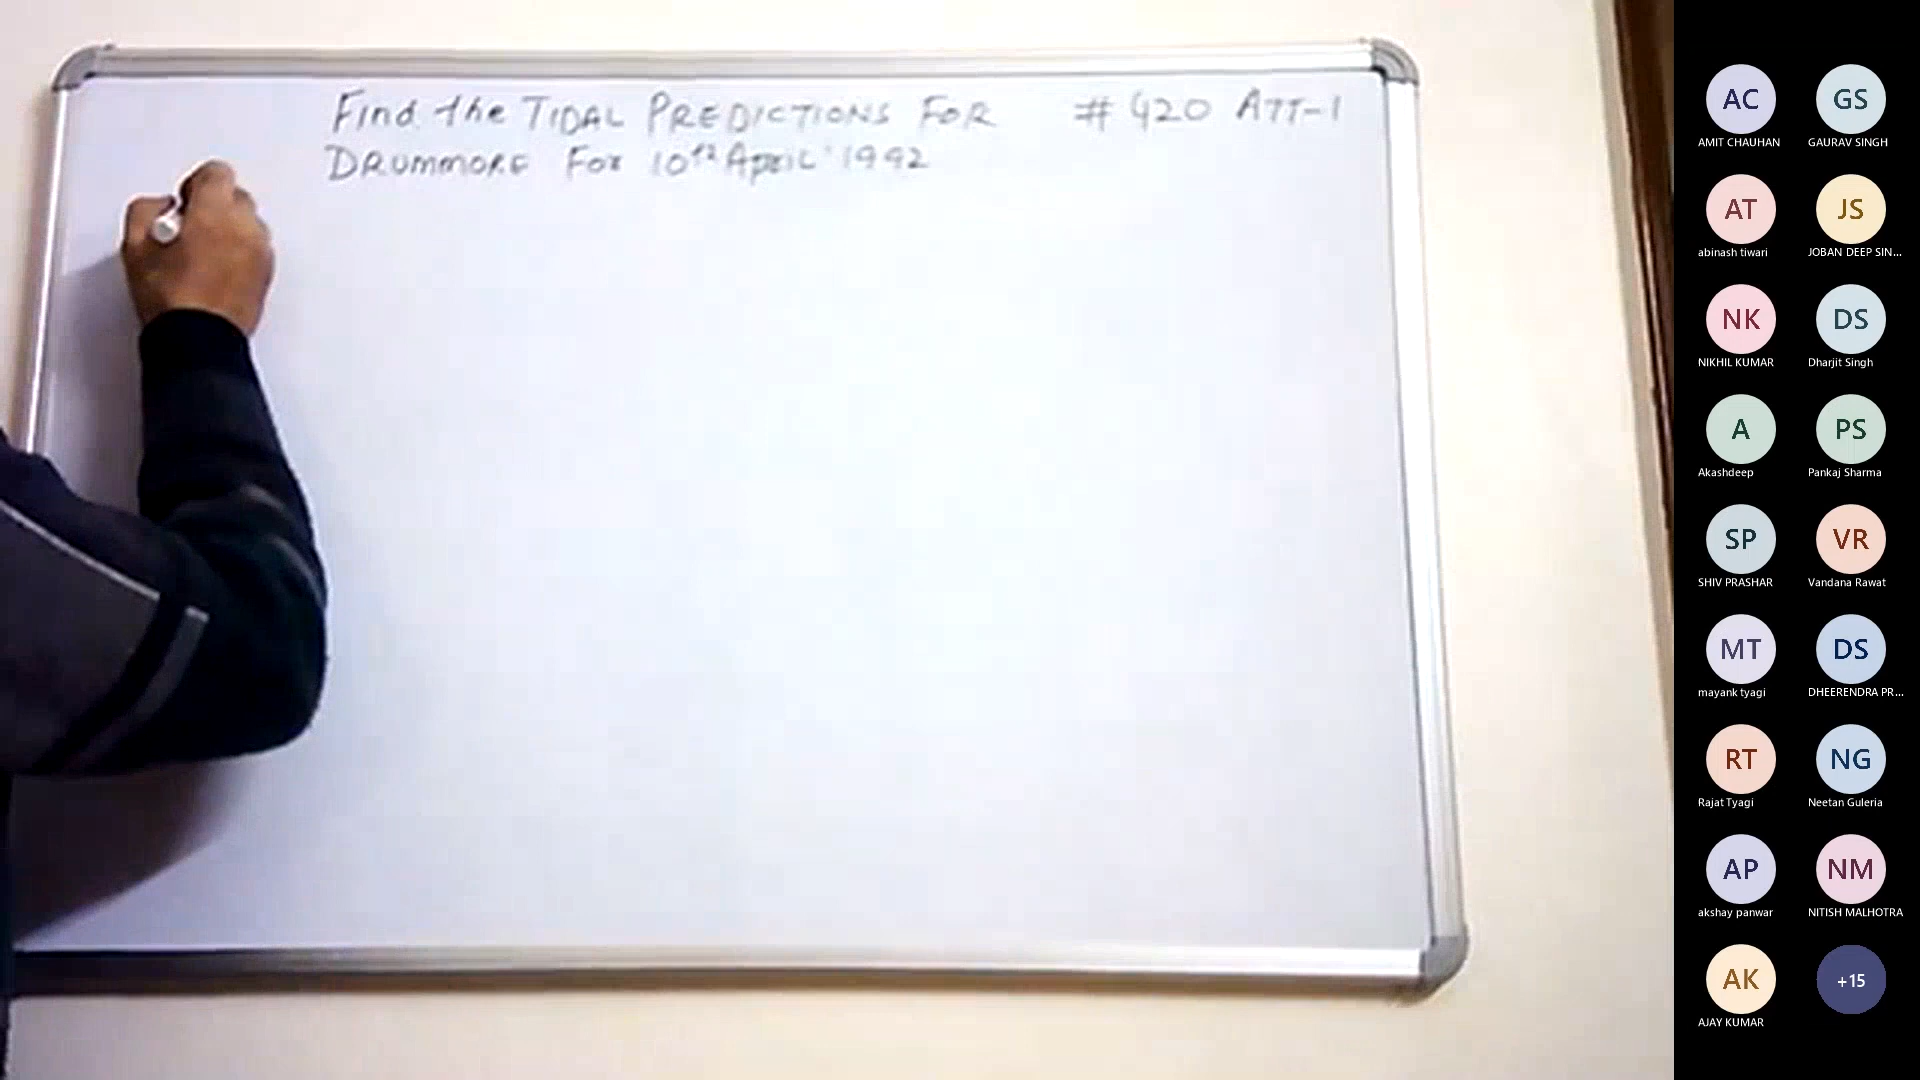 Find the TIDAL PREDICTIONS FOR # 420 ATT-1
DRUMMORE FOR 10th April '1992
AC GS
AMIT CHAUHAN GAURAV SINGH
AT JS
abinash tiwari JOBAN DEEP SIN...
NK DS
NIKHIL KUMAR Dharjit Singh
A PS
Akashdeep Pankaj Sharma
SP VR
SHIV PRASHAR Vandana Rawat
MT DS
mayank tyagi DHEERENDRA PR...
RT NG
Rajat Tyagi Neetan Guleria
AP NM
akshay panwar NITISH MALHOTRA
AK +15
AJAY KUMAR